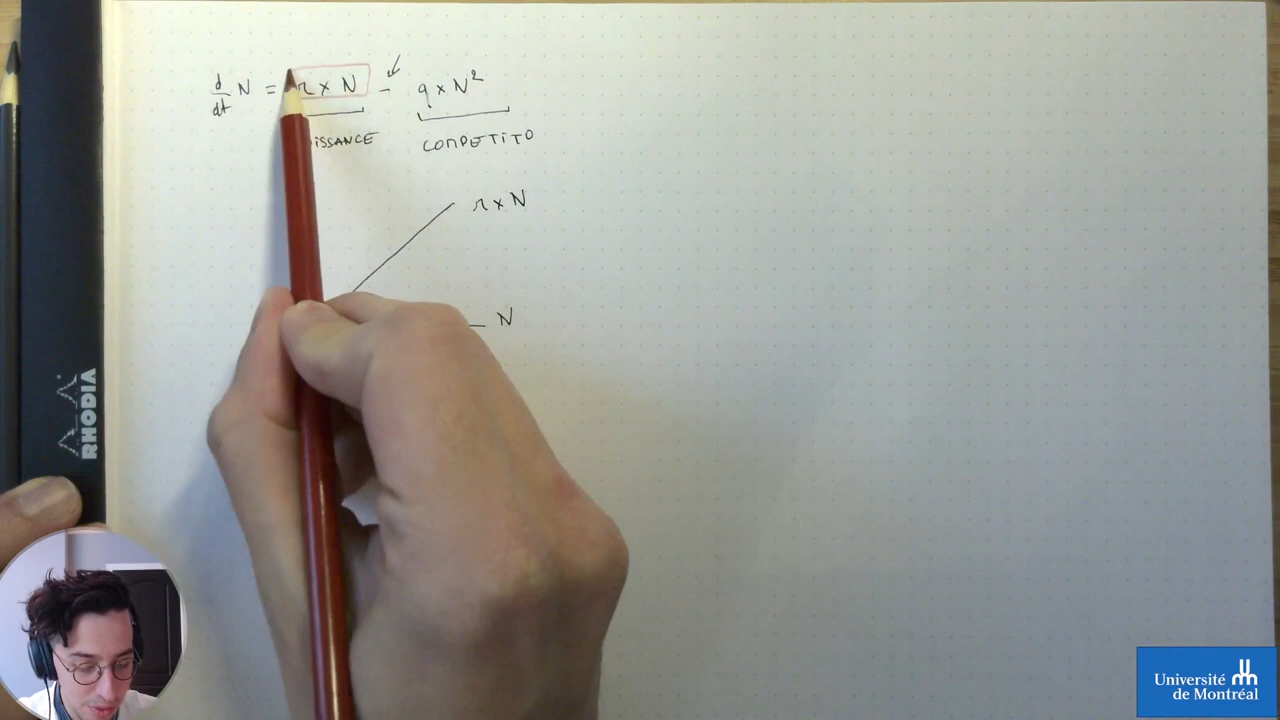 d/dt N = r × N - q × N²
ISSANCE COMPETITO
r × N
N
RHODIA
Université
de Montréal